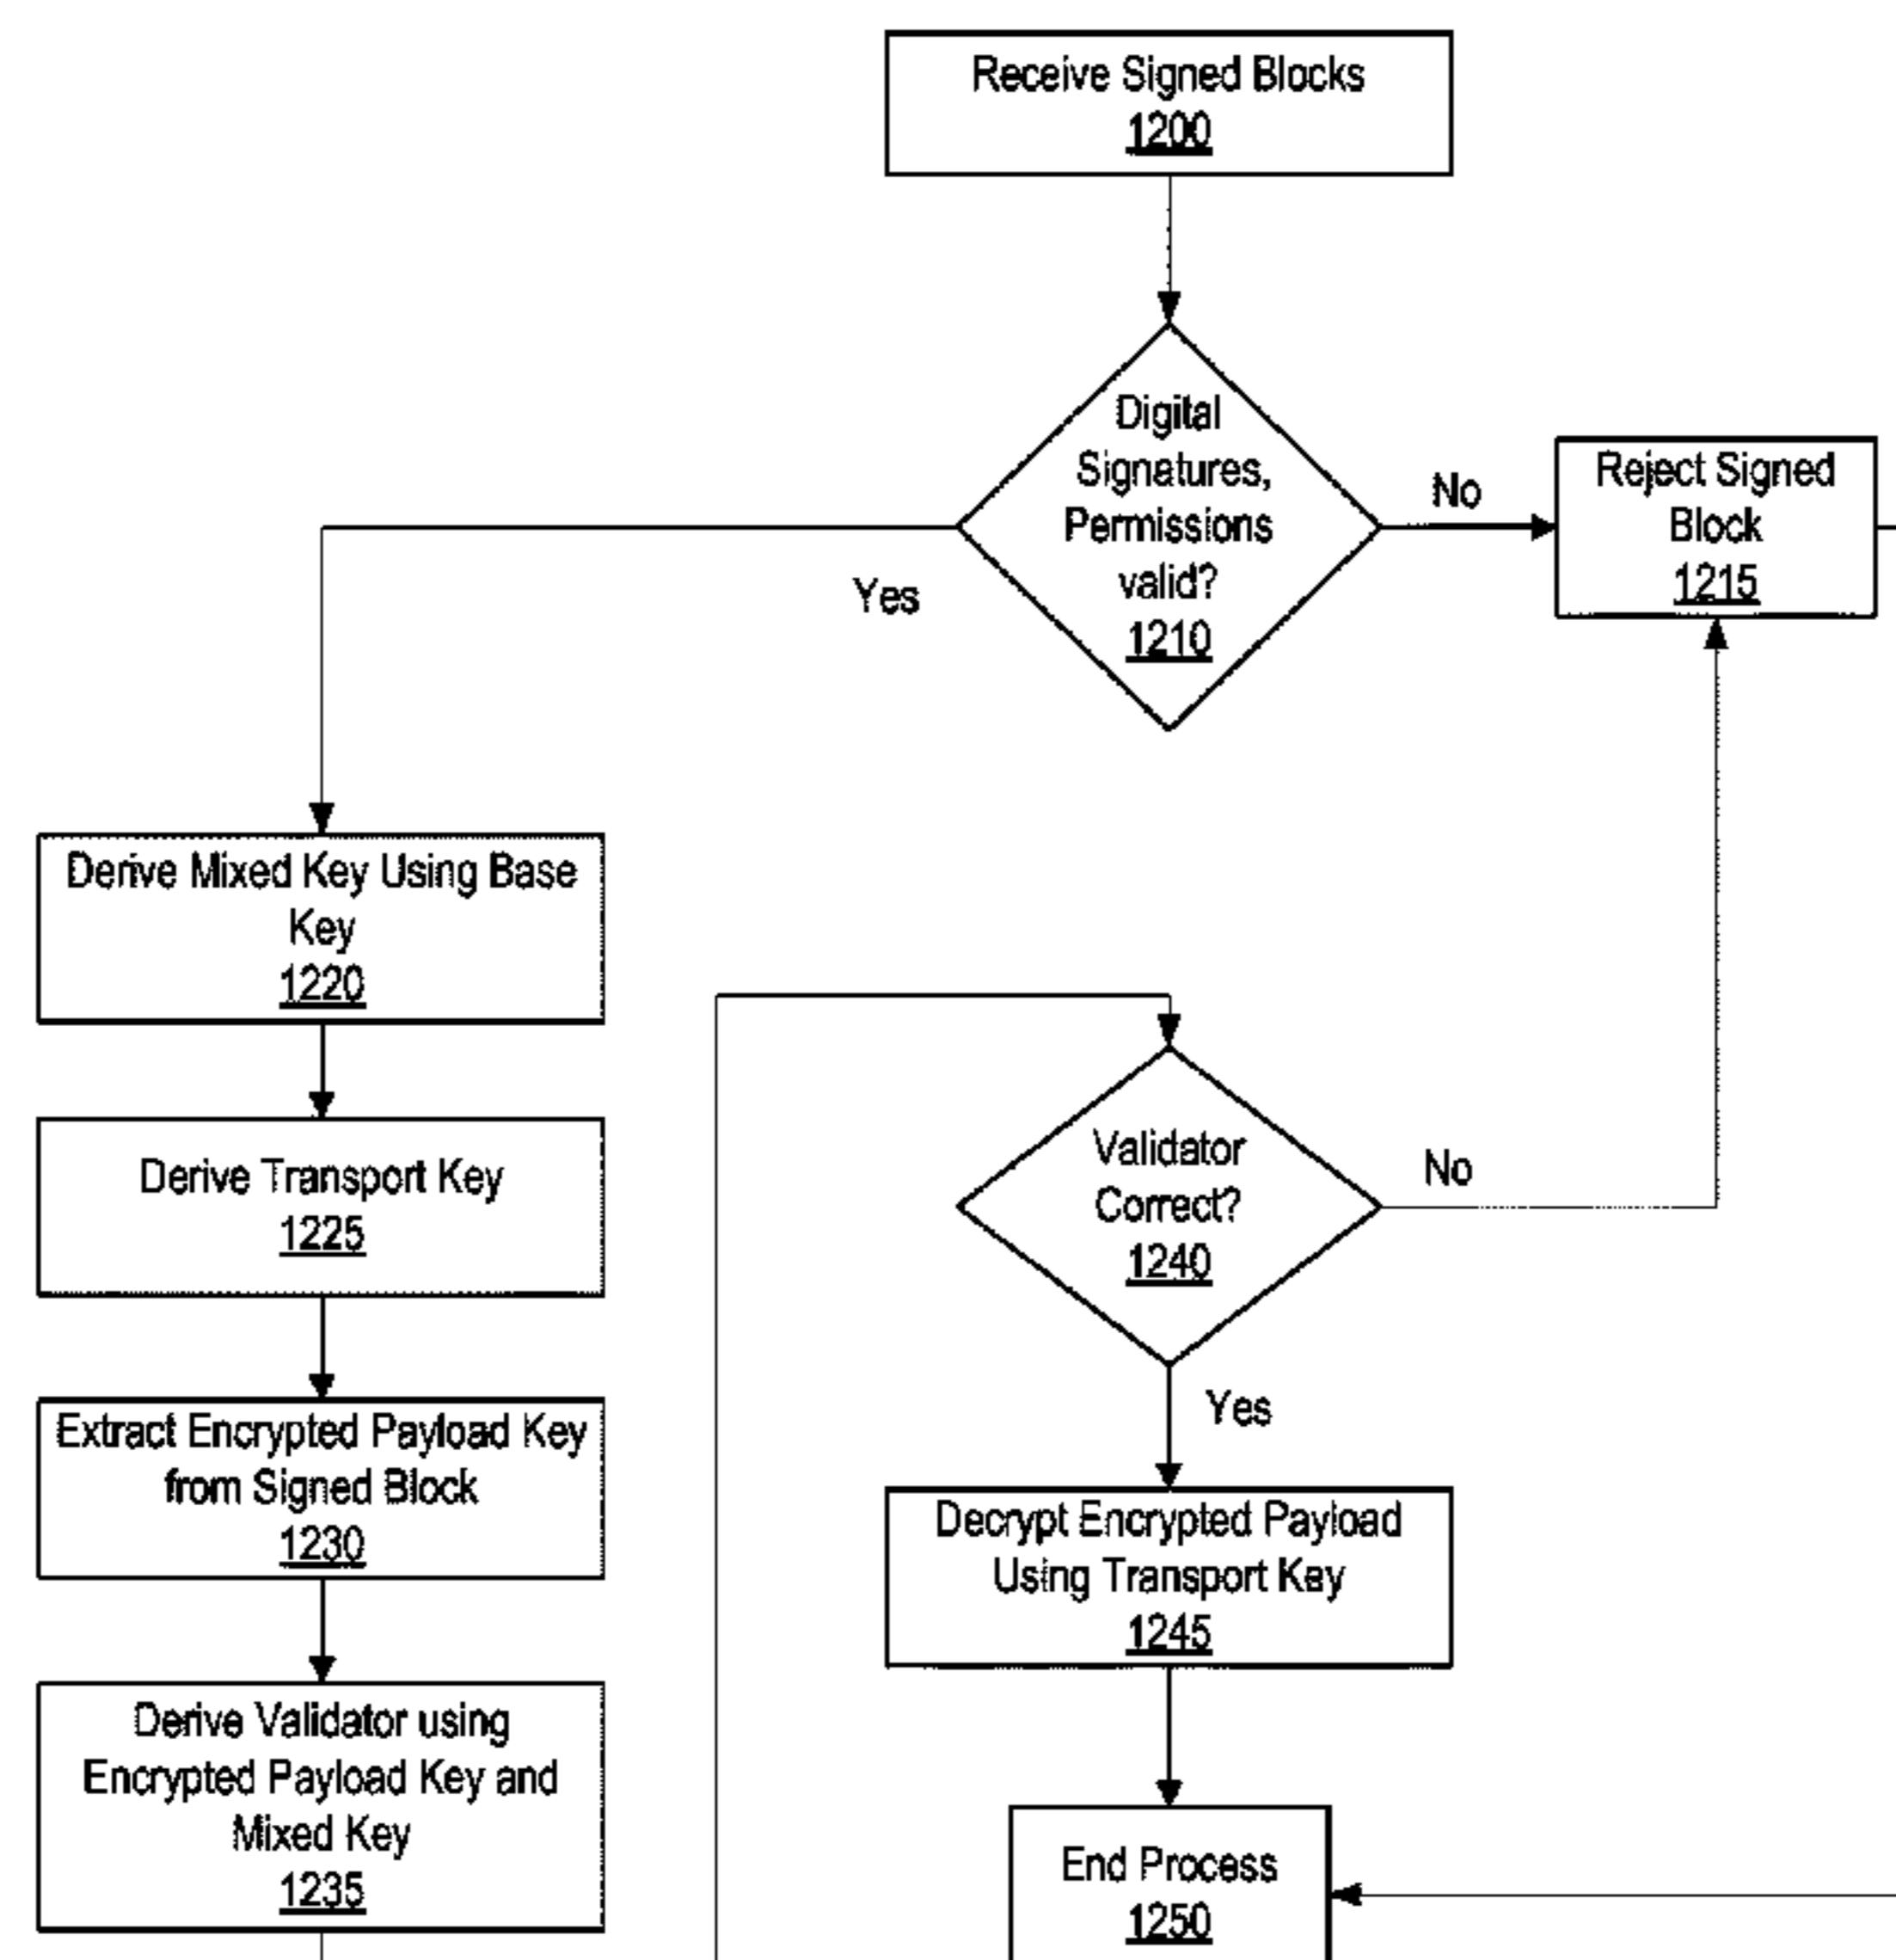 Receive Signed Blocks
1200
Digital
Signatures,
Permissions
valid?
1210
No
Reject Signed
Block
1215
Yes
Derive Mixed Key Using Base
Key
1220
Derive Transport Key
1225
Extract Encrypted Payload Key
from Signed Block
1230
Derive Validator using
Encrypted Payload Key and
Mixed Key
1235
Validator
Correct?
1240
No
Yes
Decrypt Encrypted Payload
Using Transport Key
1245
End Process
1250